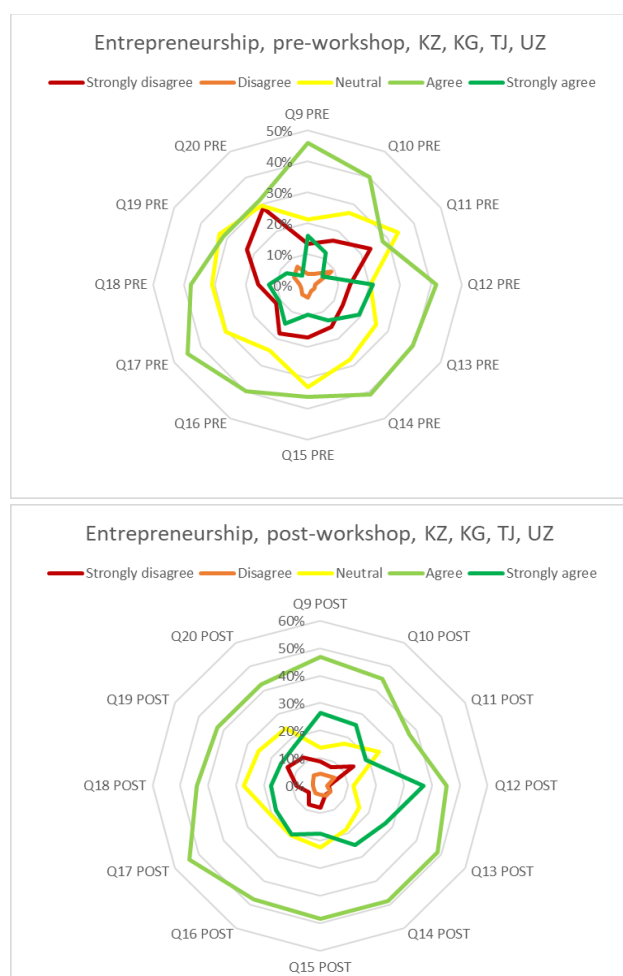 Entrepreneurship, pre-workshop, KZ, KG, TJ, UZ
Strongly disagree Disagree Neutral Agree Strongly agree
Q9 PRE
Q20 PRE 50% Q10 PRE
40%
Q19 PRE 30% Q11 PRE
20%
10%
Q18 PRE 0% Q12 PRE
Q17 PRE Q13 PRE
Q16 PRE Q14 PRE
Q15 PRE
Entrepreneurship, post-workshop, KZ, KG, TJ, UZ
Strongly disagree Disagree Neutral Agree Strongly agree
Q9 POST
60%
Q20 POST 50% Q10 POST
40%
Q19 POST 30% Q11 POST
20%
10%
Q18 POST 0% Q12 POST
Q17 POST Q13 POST
Q16 POST Q14 POST
Q15 POST